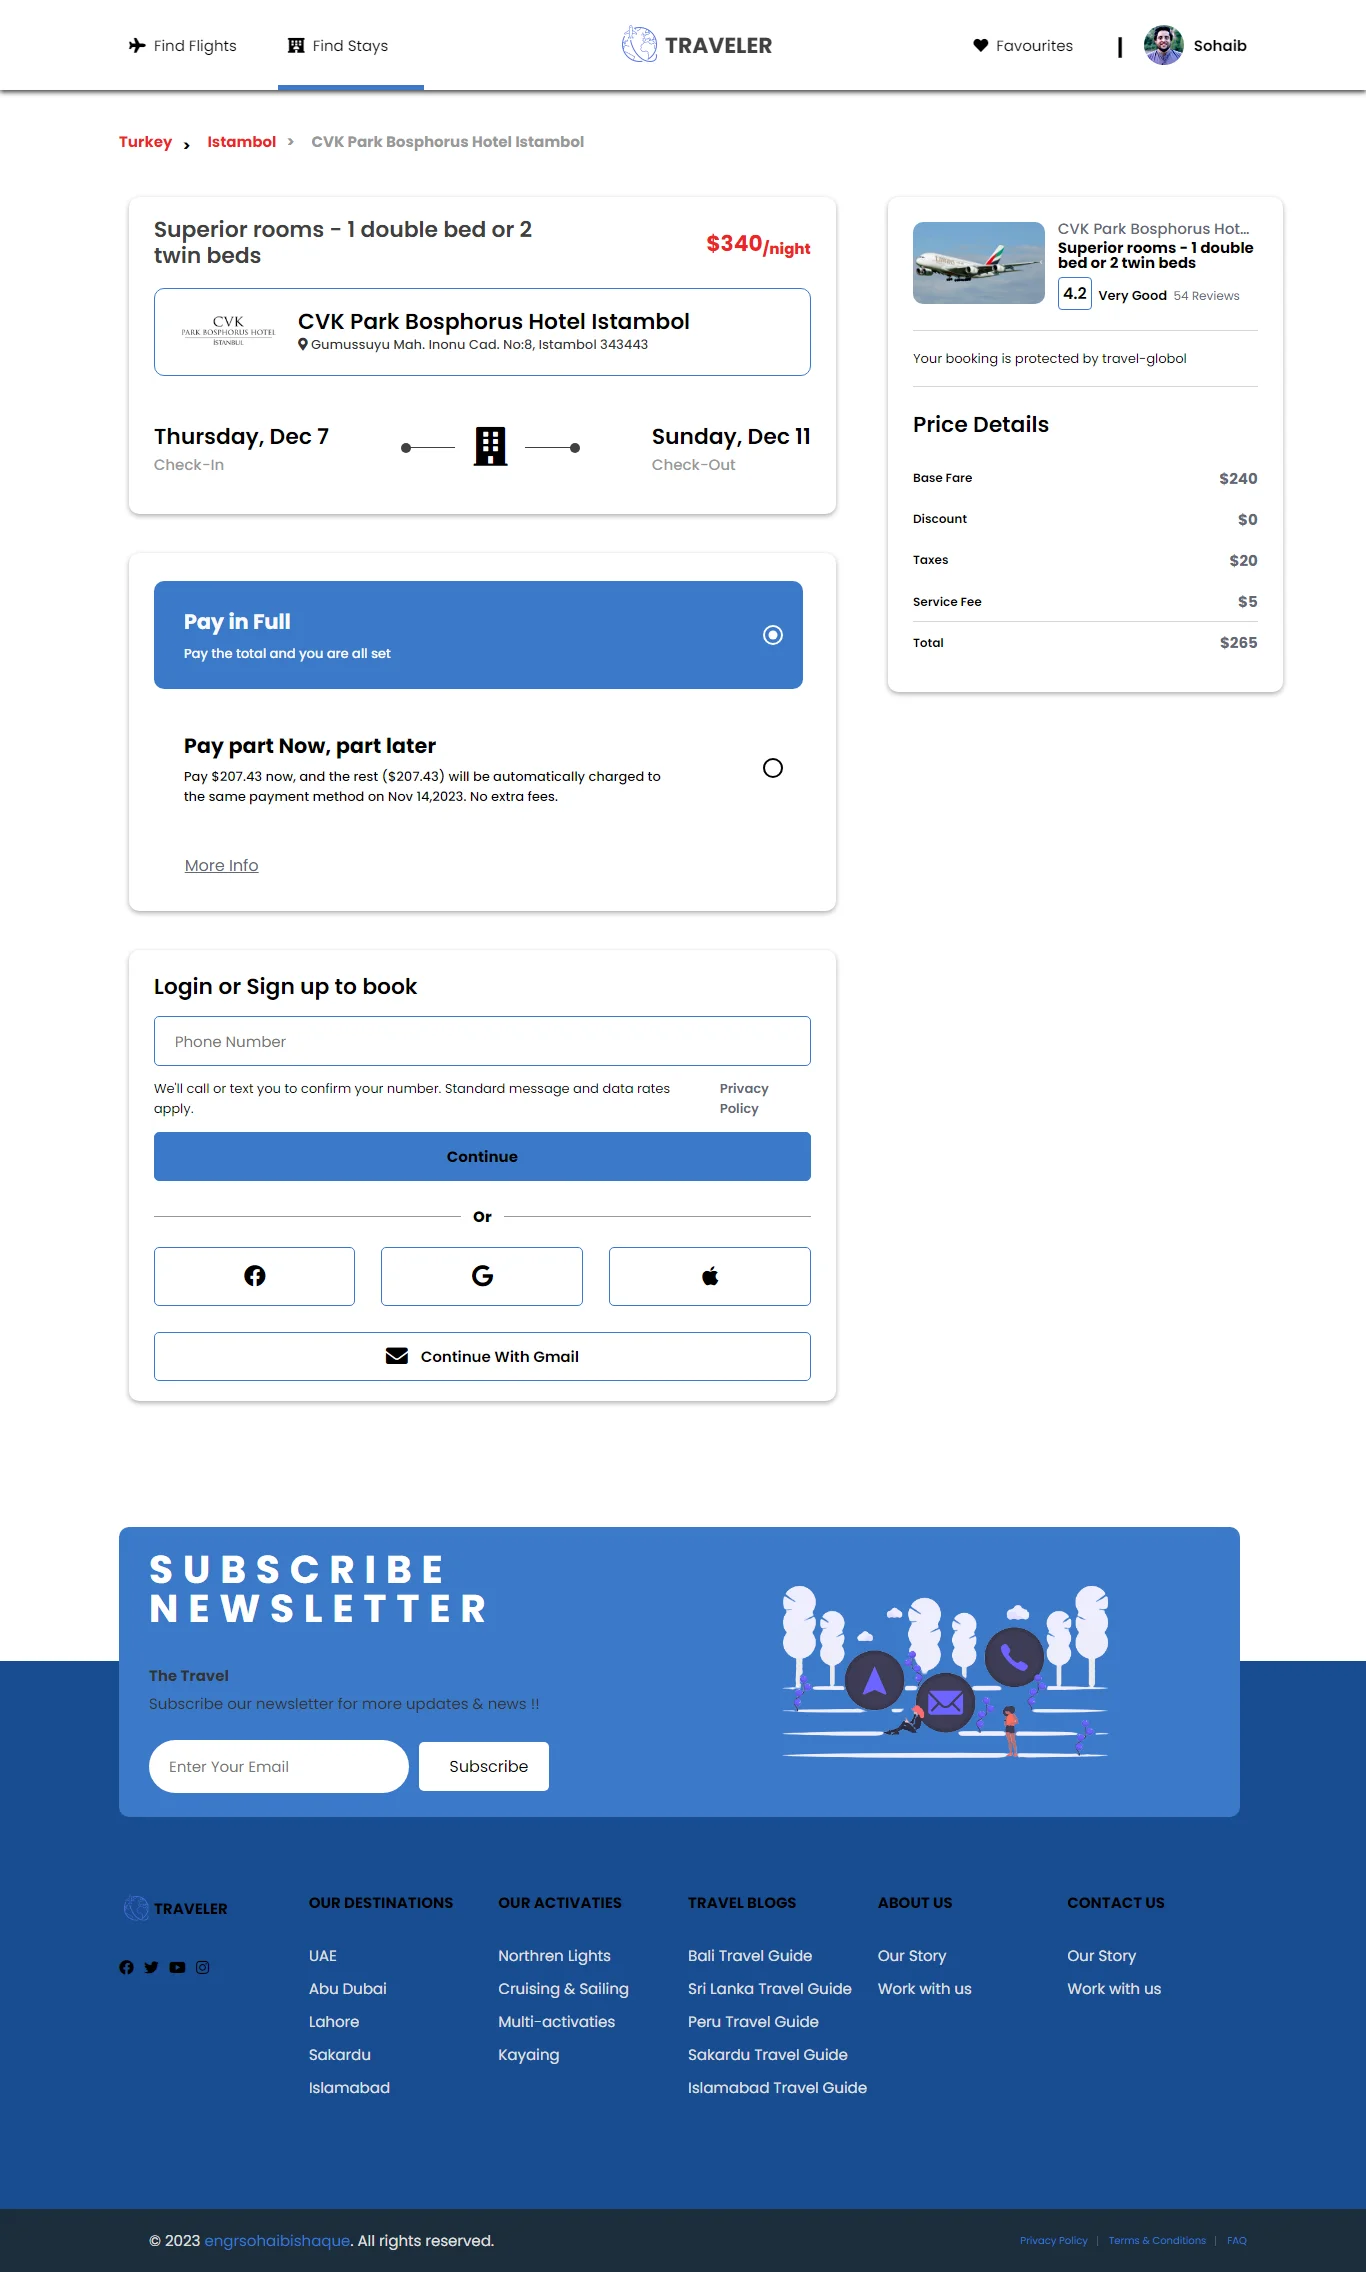 Find Flights
Find Stays
TRAVELER
Favourites
Sohaib
Turkey > Istambol > CVK Park Bosphorus Hotel Istambol
Superior rooms - 1 double bed or 2
twin beds
$340/night
CVK
PARK BOSPHORUS HOTEL
ISTANBUL
CVK Park Bosphorus Hotel Istambol
Gumussuyu Mah. Inonu Cad. No:8, Istambol 343443
Thursday, Dec 7
Check-In
Sunday, Dec 11
Check-Out
CVK Park Bosphorus Hot...
Superior rooms - 1 double
bed or 2 twin beds
4.2 Very Good 54 Reviews
Your booking is protected by travel-globol
Price Details
Base Fare $240
Discount $0
Taxes $20
Service Fee $5
Total $265
Pay in Full
Pay the total and you are all set
Pay part Now, part later
Pay $207.43 now, and the rest ($207.43) will be automatically charged to
the same payment method on Nov 14,2023. No extra fees.
More Info
Login or Sign up to book
Phone Number
We'll call or text you to confirm your number. Standard message and data rates
apply.
Privacy
Policy
Continue
Or
Continue With Gmail
SUBSCRIBE
NEWSLETTER
The Travel
Subscribe our newsletter for more updates & news !!
Enter Your Email
Subscribe
TRAVELER
OUR DESTINATIONS
UAE
Abu Dubai
Lahore
Sakardu
Islamabad
OUR ACTIVATIES
Northren Lights
Cruising & Sailing
Multi-activaties
Kayaing
TRAVEL BLOGS
Bali Travel Guide
Sri Lanka Travel Guide
Peru Travel Guide
Sakardu Travel Guide
Islamabad Travel Guide
ABOUT US
Our Story
Work with us
CONTACT US
Our Story
Work with us
© 2023 engrsohaibishaque. All rights reserved.
Privacy Policy | Terms & Conditions | FAQ